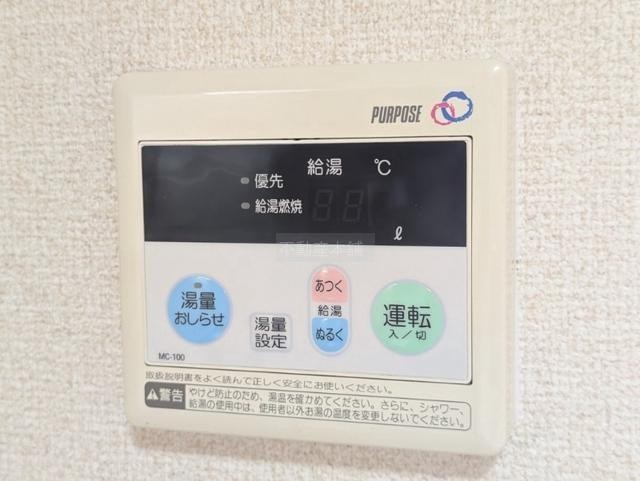 PURPOSE
給湯 ℃
優先
給湯燃焼
ℓ
不動産本舗
湯量
おしらせ
湯量
設定
あつく
給湯
ぬるく
運転
入/切
MC-100
取扱説明書をよく読んで正しく安全にお使いください。
警告
やけど防止のため、湯温を確かめてください。さらに、シャワー、
給湯の使用中は、使用者以外お湯の温度を変更しないでください。